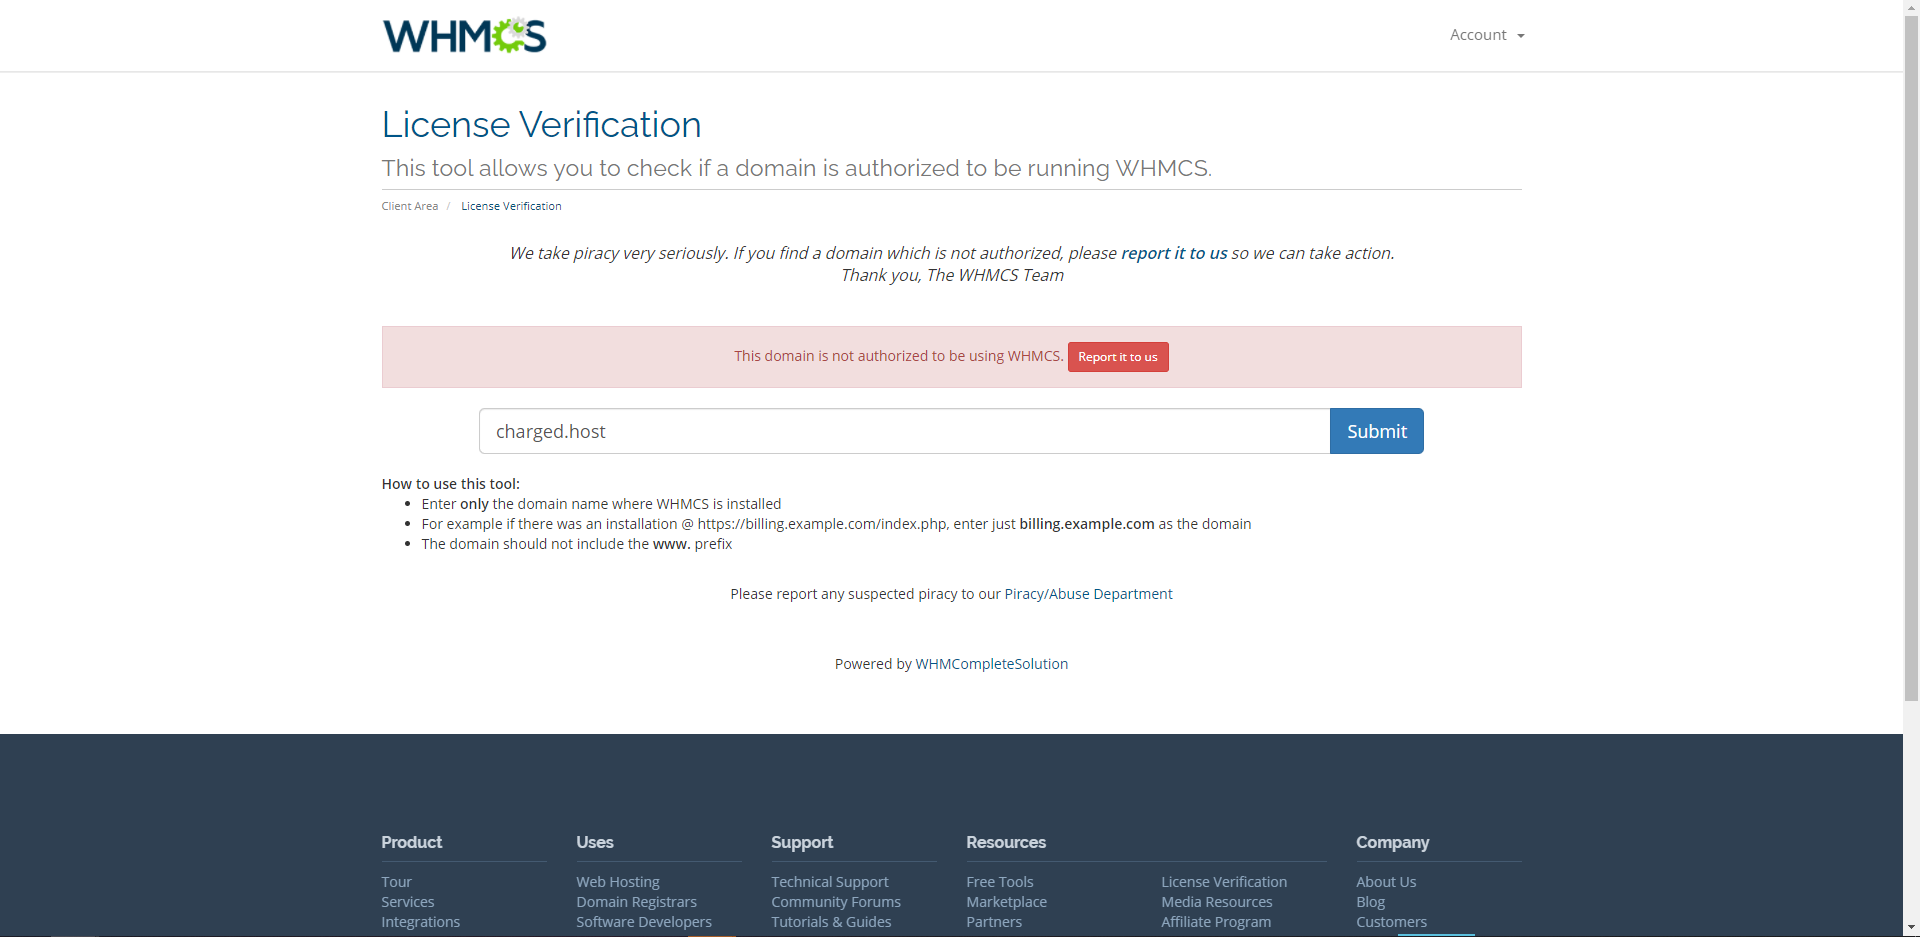 WHMCS
Account
License Verification
This tool allows you to check if a domain is authorized to be running WHMCS.
Client Area / License Verification
We take piracy very seriously. If you find a domain which is not authorized, please report it to us so we can take action.
Thank you, The WHMCS Team
This domain is not authorized to be using WHMCS. Report it to us
charged.host Submit
How to use this tool:
• Enter only the domain name where WHMCS is installed
• For example if there was an installation @ https://billing.example.com/index.php, enter just billing.example.com as the domain
• The domain should not include the www. prefix
Please report any suspected piracy to our Piracy/Abuse Department
Powered by WHMCompleteSolution
Product
Tour
Services
Integrations
Uses
Web Hosting
Domain Registrars
Software Developers
Support
Technical Support
Community Forums
Tutorials & Guides
Resources
Free Tools
Marketplace
Partners
License Verification
Media Resources
Affiliate Program
Company
About Us
Blog
Customers